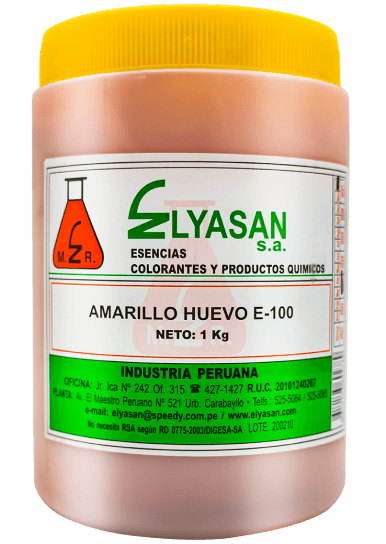 ELYASAN
s.a.
M. R.
ESENCIAS
COLORANTES Y PRODUCTOS QUIMICOS
AMARILLO HUEVO E-100
NETO: 1 Kg
INDUSTRIA PERUANA
OFICINA: Jr. Ica Nº 242 Of. 315 ☎ 427-1427 R.U.C. 20101240267
PLANTA: Av. El Maestro Peruano Nº 521 Urb. Carabayllo • Telfs.: 525-5064 / 525-
e-mail: elyasan@speedy.com.pe / www.elyasan.com
No necesita RSA según RD 0775-2003/DIGESA-SA LOTE: 200210